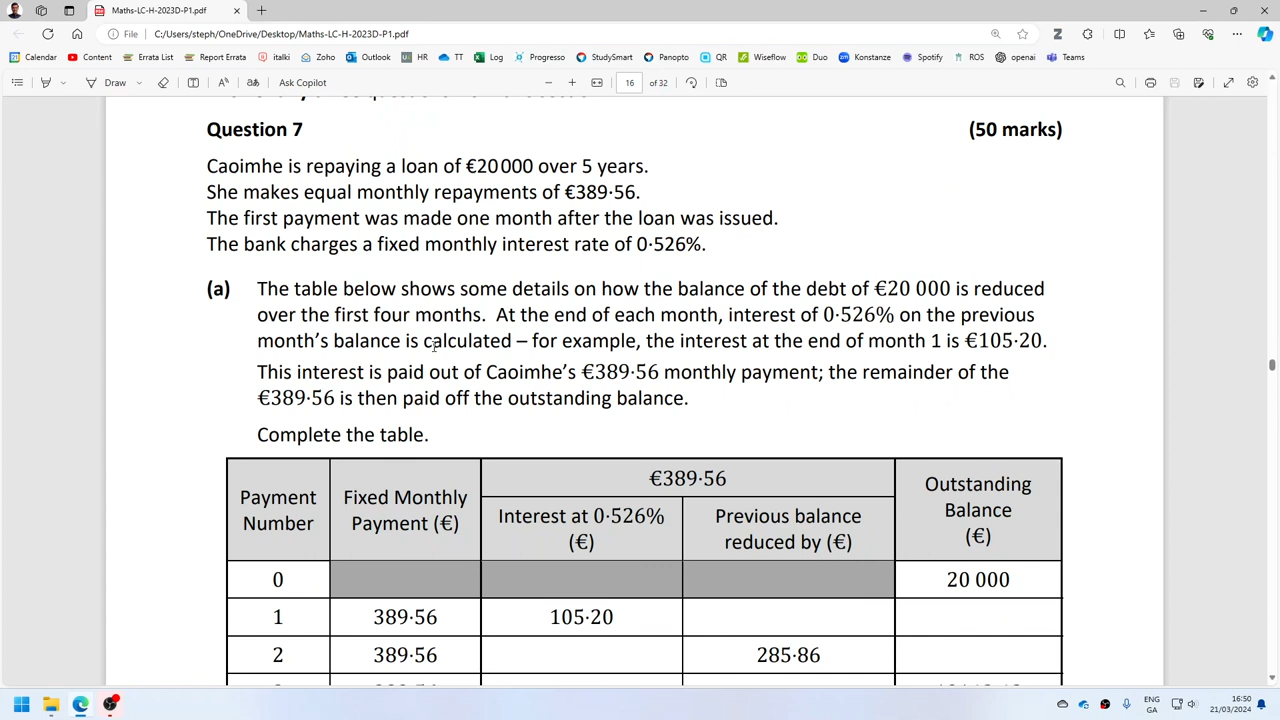 Maths-LC-H-2023D-P1.pdf
File
C:/Users/steph/OneDrive/Desktop/Maths-LC-H-2023D-P1.pdf
Calendar
Content
Errata List
Report Errata
italki
Zoho
Outlook
HR
TT
Log
Progresso
StudySmart
Panopto
QR
Wiseflow
Duo
Konstanze
Spotify
ROS
openai
Teams
Draw
Ask Copilot
16 of 32
Question 7 (50 marks)
Caoimhe is repaying a loan of €20 000 over 5 years.
She makes equal monthly repayments of €389·56.
The first payment was made one month after the loan was issued.
The bank charges a fixed monthly interest rate of 0·526%.
(a) The table below shows some details on how the balance of the debt of €20 000 is reduced
over the first four months. At the end of each month, interest of 0·526% on the previous
month's balance is calculated – for example, the interest at the end of month 1 is €105·20.
This interest is paid out of Caoimhe's €389·56 monthly payment; the remainder of the
€389·56 is then paid off the outstanding balance.
Complete the table.
Payment
Number
Fixed Monthly
Payment (€)
€389·56
Interest at 0·526%
(€)
Previous balance
reduced by (€)
Outstanding
Balance
(€)
0 20 000
1 389·56 105·20
2 389·56 285·86
ENG
GA
16:50
21/03/2024